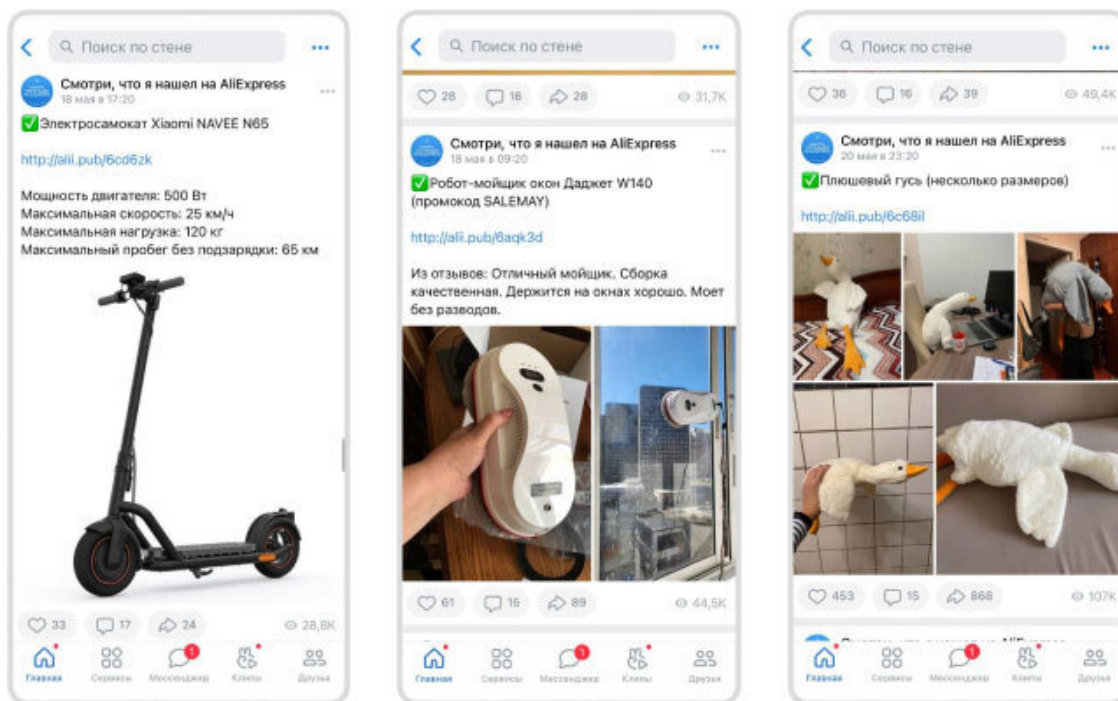 Поиск по стене
Смотри, что я нашел на AliExpress
18 мая в 17:20
✅Электросамокат Xiaomi NAVEE N65
http://alii.pub/6cd6zk
Мощность двигателя: 500 Вт
Максимальная скорость: 25 км/ч
Максимальная нагрузка: 120 кг
Максимальный пробег без подзарядки: 65 км
33 17 24 28,8K
1
Главная Сервисы Мессенджер Клипы Друзья
Поиск по стене
28 16 28 31,7K
Смотри, что я нашел на AliExpress
18 мая в 09:20
✅Робот-мойщик окон Даджет W140
(промокод SALEMAY)
http://alii.pub/6aqk3d
Из отзывов: Отличный мойщик. Сборка
качественная. Держится на окнах хорошо. Моет
без разводов.
61 15 89 44,5K
1
Главная Сервисы Мессенджер Клипы Друзья
Поиск по стене
36 16 39 49,4K
Смотри, что я нашел на AliExpress
20 мая в 23:20
✅Плюшевый гусь (несколько размеров)
http://alii.pub/6c68il
453 15 868 107K
1
Главная Сервисы Мессенджер Клипы Друзья